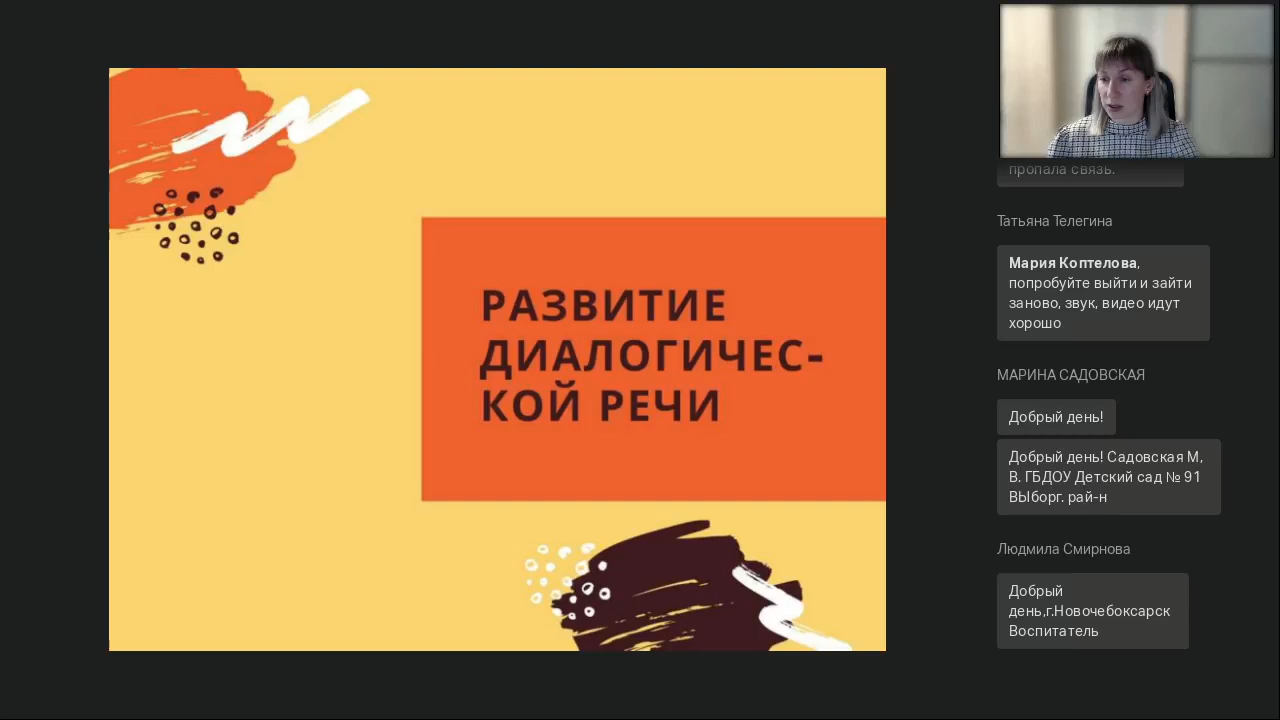 РАЗВИТИЕ
ДИАЛОГИЧЕС-
КОЙ РЕЧИ
пропала связь.
Татьяна Телегина
Мария Коптелова,
попробуйте выйти и зайти
заново, звук, видео идут
хорошо
МАРИНА САДОВСКАЯ
Добрый день!
Добрый день! Садовская М,
В. ГБДОУ Детский сад № 91
ВЫборг. рай-н
Людмила Смирнова
Добрый
день,г.Новочебоксарск
Воспитатель